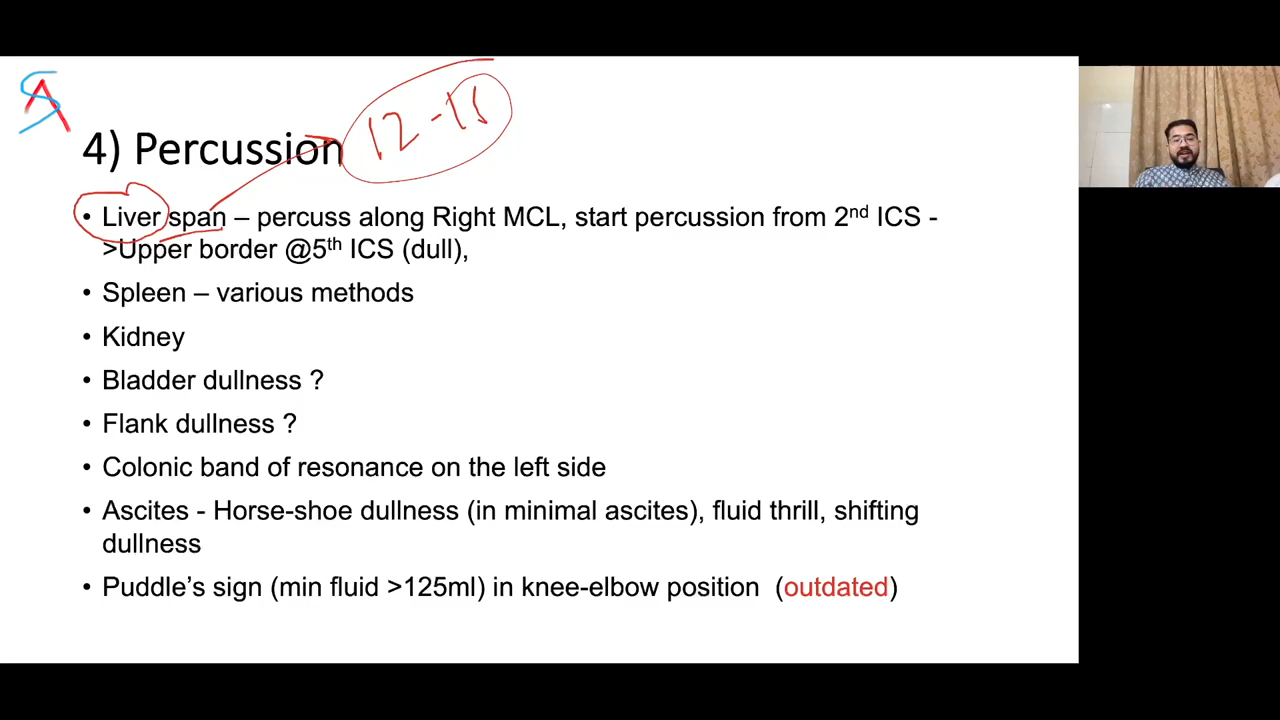 4) Percussion
12-15
• Liver span – percuss along Right MCL, start percussion from 2nd ICS -
>Upper border @5th ICS (dull),
• Spleen – various methods
• Kidney
• Bladder dullness ?
• Flank dullness ?
• Colonic band of resonance on the left side
• Ascites - Horse-shoe dullness (in minimal ascites), fluid thrill, shifting
dullness
• Puddle’s sign (min fluid >125ml) in knee-elbow position (outdated)